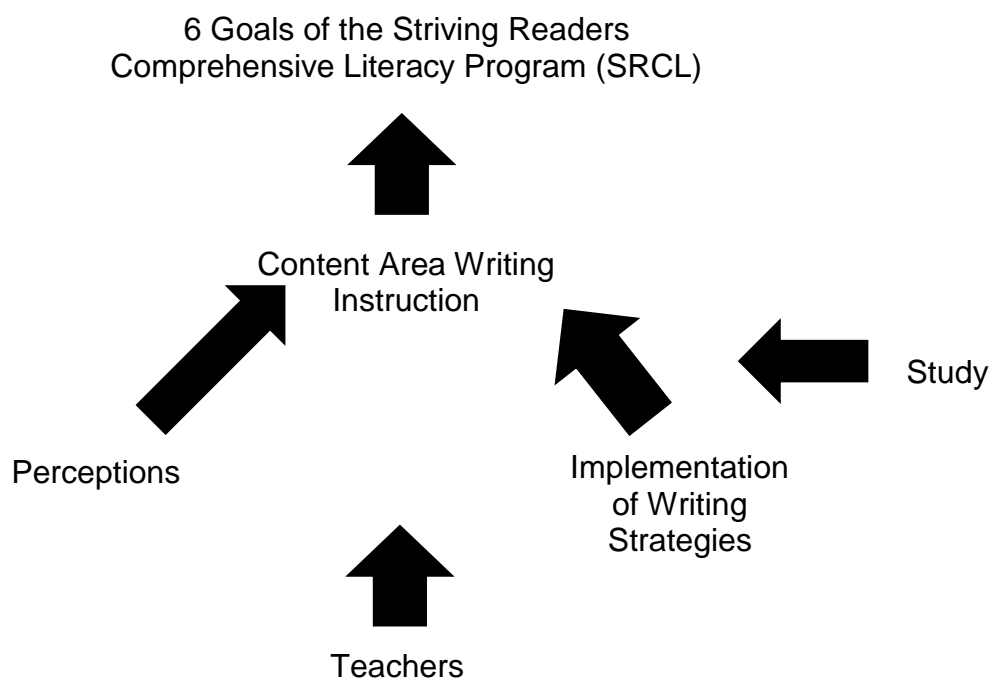 6 Goals of the Striving Readers
Comprehensive Literacy Program (SRCL)
Content Area Writing
Instruction
Study
Perceptions
Implementation
of Writing
Strategies
Teachers